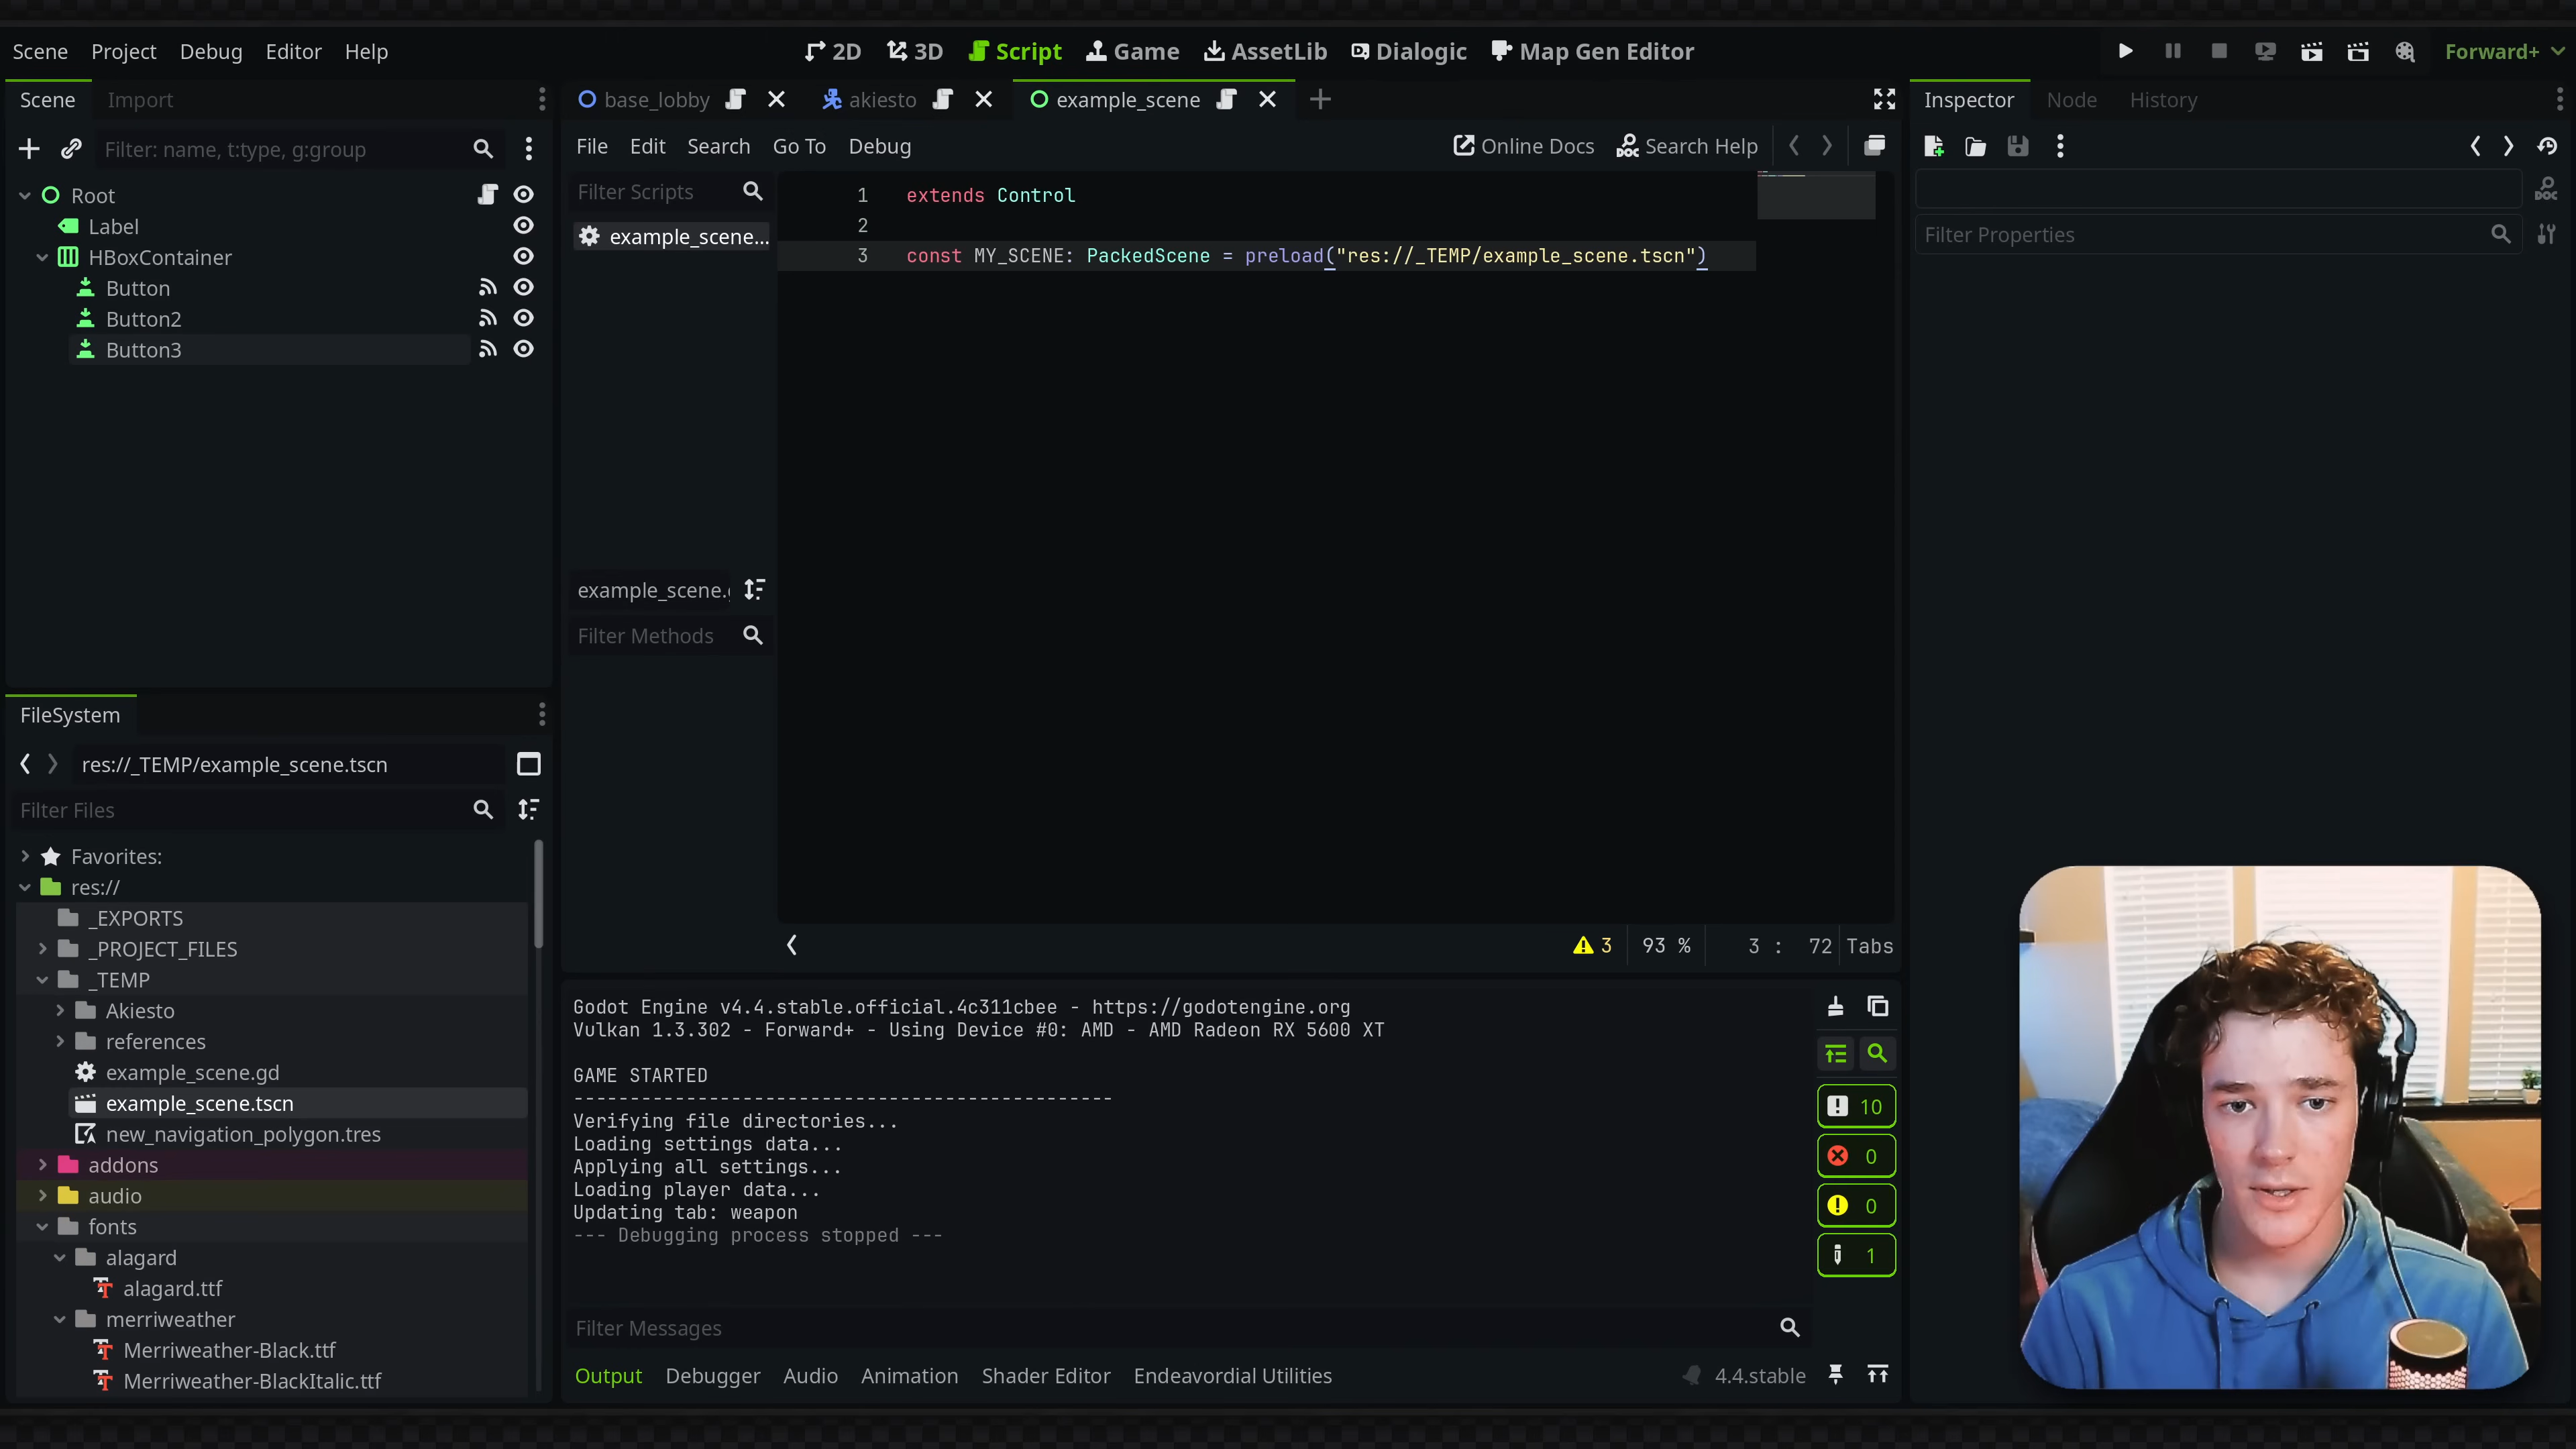 Scene Project Debug Editor Help
2D 3D Script Game AssetLib Dialogic Map Gen Editor
Forward+
Scene Import
Filter: name, t:type, g:group
Root
Label
HBoxContainer
Button
Button2
Button3
FileSystem
res://_TEMP/example_scene.tscn
Filter Files
Favorites:
res://
_EXPORTS
_PROJECT_FILES
_TEMP
Akiesto
references
example_scene.gd
example_scene.tscn
new_navigation_polygon.tres
addons
audio
fonts
alagard
alagard.ttf
merriweather
Merriweather-Black.ttf
Merriweather-BlackItalic.ttf
base_lobby akiesto example_scene
File Edit Search Go To Debug
Online Docs Search Help
Filter Scripts
example_scene...
example_scene.
Filter Methods
1 extends Control
2
3 const MY_SCENE: PackedScene = preload("res://_TEMP/example_scene.tscn")
3 93 % 3 : 72 Tabs
Godot Engine v4.4.stable.official.4c311cbee - https://godotengine.org
Vulkan 1.3.302 - Forward+ - Using Device #0: AMD - AMD Radeon RX 5600 XT
GAME STARTED
------------------------------------------------
Verifying file directories...
Loading settings data...
Applying all settings...
Loading player data...
Updating tab: weapon
--- Debugging process stopped ---
10
0
0
1
Filter Messages
Output Debugger Audio Animation Shader Editor Endeavordial Utilities
4.4.stable
Inspector Node History
DOC
Filter Properties